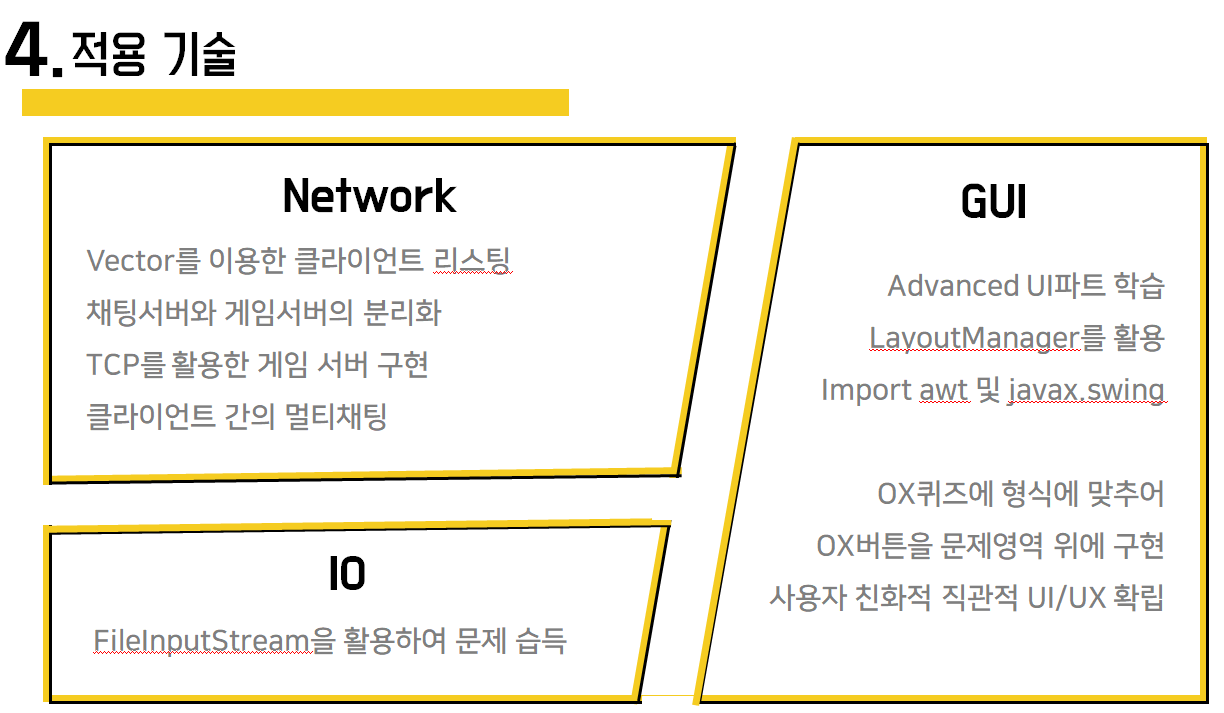 4. 적용 기술
Network
Vector를 이용한 클라이언트 리스팅
채팅서버와 게임서버의 분리화
TCP를 활용한 게임 서버 구현
클라이언트 간의 멀티채팅
IO
FileInputStream을 활용하여 문제 습득
GUI
Advanced UI파트 학습
LayoutManager를 활용
Import awt 및 javax.swing
OX퀴즈에 형식에 맞추어
OX버튼을 문제영역 위에 구현
사용자 친화적 직관적 UI/UX 확립